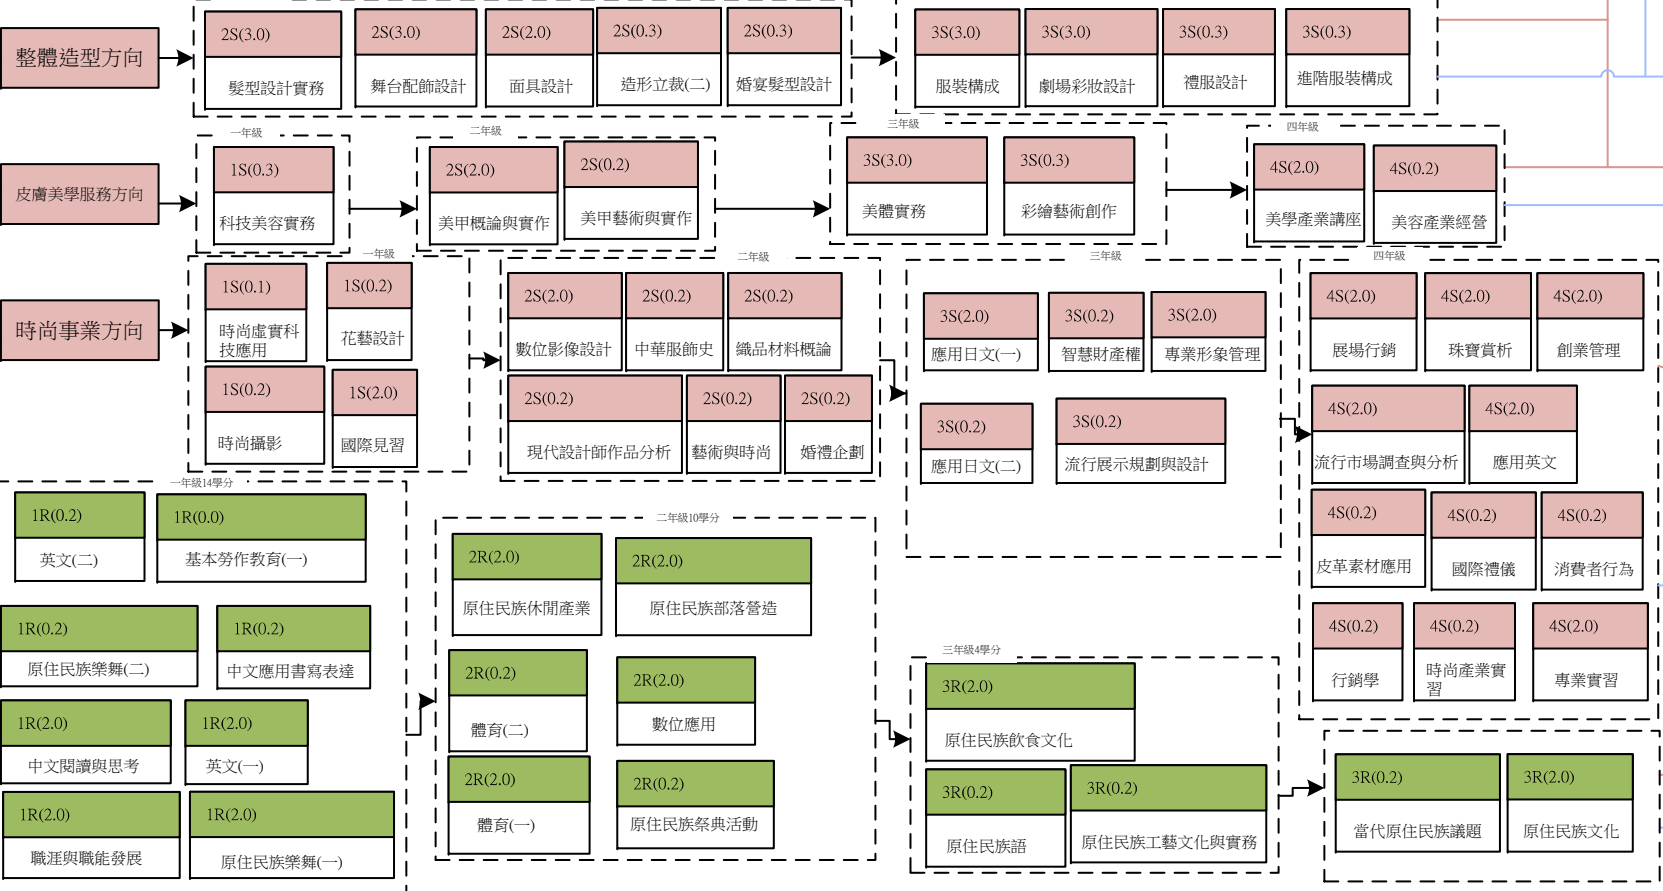 整體造型方向
2S(3.0)
髮型設計實務
2S(3.0)
舞台配飾設計
2S(2.0)
面具設計
2S(0.3)
造形立裁(二)
2S(0.3)
婚宴髮型設計
3S(3.0)
服裝構成
3S(3.0)
劇場彩妝設計
3S(0.3)
禮服設計
3S(0.3)
進階服裝構成
皮膚美學服務方向
一年級
1S(0.3)
科技美容實務
二年級
2S(2.0)
美甲概論與實作
2S(0.2)
美甲藝術與實作
三年級
3S(3.0)
美體實務
3S(0.3)
彩繪藝術創作
四年級
4S(2.0)
美學產業講座
4S(0.2)
美容產業經營
時尚事業方向
一年級
1S(0.1)
時尚虛實科
技應用
1S(0.2)
花藝設計
1S(0.2)
時尚攝影
1S(2.0)
國際見習
二年級
2S(2.0)
數位影像設計
2S(0.2)
中華服飾史
2S(0.2)
織品材料概論
2S(0.2)
現代設計師作品分析
2S(0.2)
藝術與時尚
2S(0.2)
婚禮企劃
三年級
3S(2.0)
應用日文(一)
3S(0.2)
智慧財產權
3S(2.0)
專業形象管理
3S(0.2)
應用日文(二)
3S(0.2)
流行展示規劃與設計
四年級
4S(2.0)
展場行銷
4S(2.0)
珠寶賞析
4S(2.0)
創業管理
4S(2.0)
流行市場調查與分析
4S(2.0)
應用英文
4S(0.2)
皮革素材應用
4S(0.2)
國際禮儀
4S(0.2)
消費者行為
4S(0.2)
行銷學
4S(0.2)
時尚產業實
習
4S(2.0)
專業實習
一年級14學分
1R(0.2)
英文(二)
1R(0.0)
基本勞作教育(一)
1R(0.2)
原住民族樂舞(二)
1R(0.2)
中文應用書寫表達
1R(2.0)
中文閱讀與思考
1R(2.0)
英文(一)
1R(2.0)
職涯與職能發展
1R(2.0)
原住民族樂舞(一)
二年級10學分
2R(2.0)
原住民族休閒產業
2R(2.0)
原住民族部落營造
2R(0.2)
體育(二)
2R(2.0)
數位應用
2R(2.0)
體育(一)
2R(0.2)
原住民族祭典活動
三年級4學分
3R(2.0)
原住民族飲食文化
3R(0.2)
原住民族語
3R(0.2)
原住民族工藝文化與實務
3R(0.2)
當代原住民族議題
3R(2.0)
原住民族文化